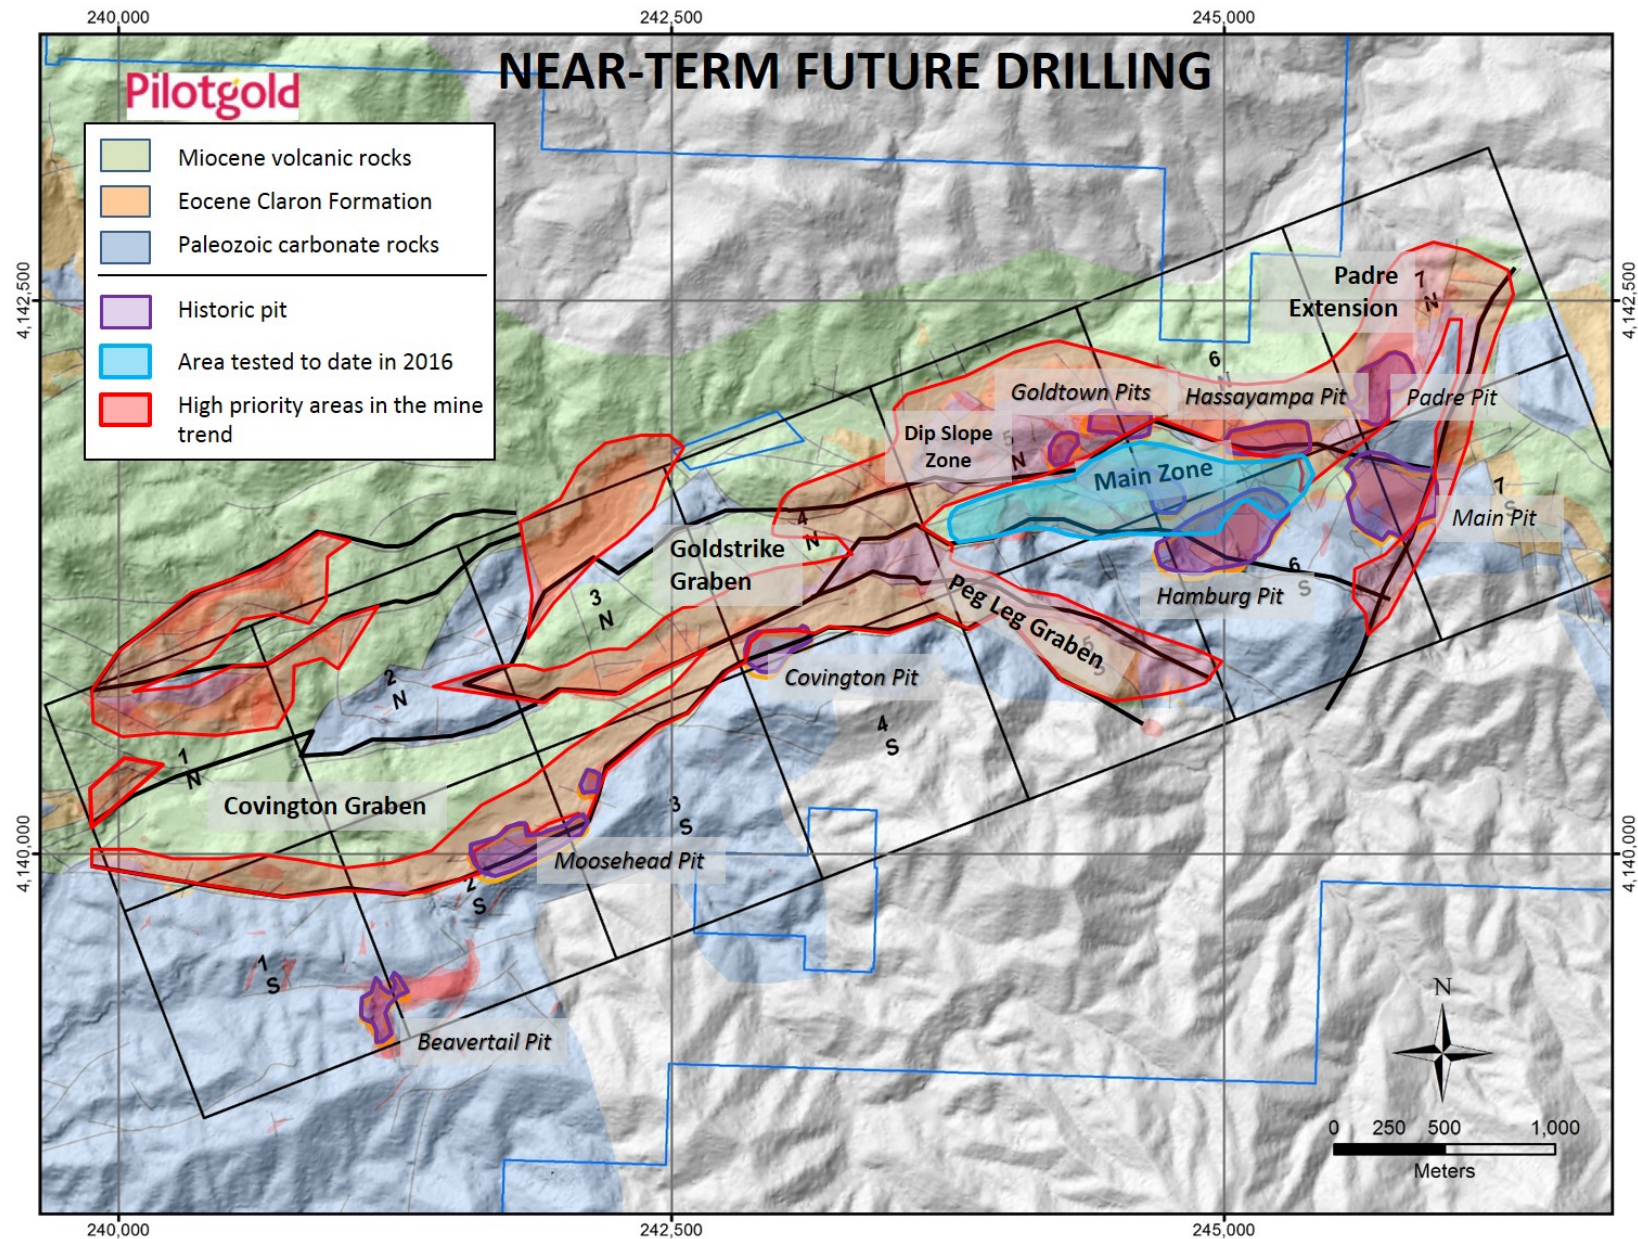 240,000
242,500
245,000
NEAR-TERM FUTURE DRILLING
Pilotgold
Miocene volcanic rocks
Eocene Claron Formation
Paleozoic carbonate rocks
Historic pit
Area tested to date in 2016
High priority areas in the mine
trend
4,142,500
4,142,500
Padre
Extension
7
N
6
N
Goldtown Pits
Hassayampa Pit
Padre Pit
Dip Slope
Zone
5
N
Main Zone
7
S
Main Pit
4
N
Goldstrike
Graben
Peg Leg Graben
6
S
Hamburg Pit
3
N
5
S
Covington Pit
2
N
4
S
1
N
Covington Graben
3
S
4,140,000
4,140,000
Moosehead Pit
2
S
1
S
Beavertail Pit
N
0
250
500
1,000
Meters
240,000
242,500
245,000